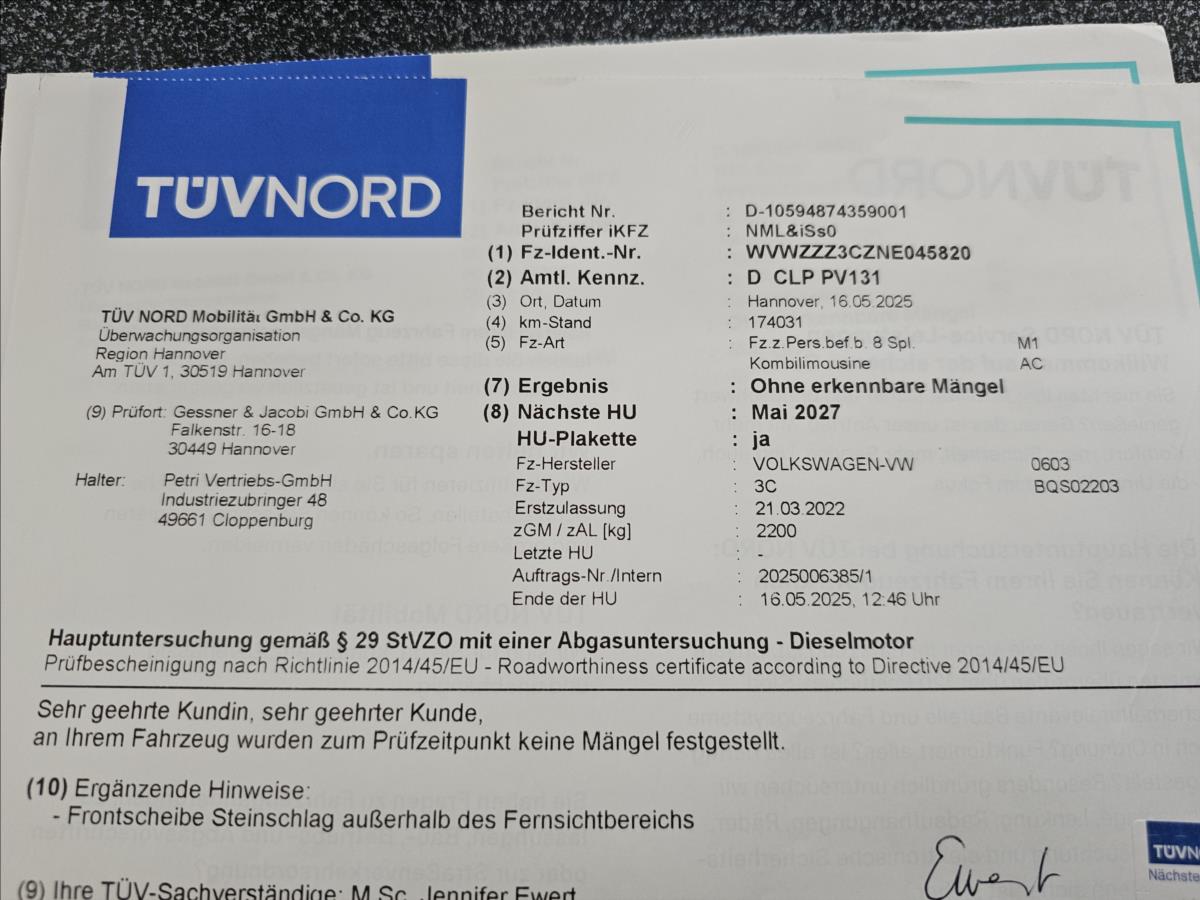 TÜVNORD
Bericht Nr. : D-10594874359001
Prüfziffer iKFZ : NML&iSs0
(1) Fz-Ident.-Nr. : WVWZZZ3CZNE045820
(2) Amtl. Kennz. : D CLP PV131
(3) Ort, Datum : Hannover, 16.05.2025
(4) km-Stand : 174031
(5) Fz-Art : Fz.z.Pers.bef.b. 8 Spl. M1
Kombilimousine AC
(7) Ergebnis : Ohne erkennbare Mängel
(8) Nächste HU : Mai 2027
HU-Plakette : ja
Fz-Hersteller : VOLKSWAGEN-VW 0603
Fz-Typ : 3C BQS02203
Erstzulassung : 21.03.2022
zGM / zAL [kg] : 2200
Letzte HU : -
Auftrags-Nr./Intern : 2025006385/1
Ende der HU : 16.05.2025, 12:46 Uhr
TÜV NORD Mobilität GmbH & Co. KG
Überwachungsorganisation
Region Hannover
Am TÜV 1, 30519 Hannover
(9) Prüfort: Gessner & Jacobi GmbH & Co.KG
Falkenstr. 16-18
30449 Hannover
Halter: Petri Vertriebs-GmbH
Industriezubringer 48
49661 Cloppenburg
Hauptuntersuchung gemäß § 29 StVZO mit einer Abgasuntersuchung - Dieselmotor
Prüfbescheinigung nach Richtlinie 2014/45/EU - Roadworthiness certificate according to Directive 2014/45/EU
Sehr geehrte Kundin, sehr geehrter Kunde,
an Ihrem Fahrzeug wurden zum Prüfzeitpunkt keine Mängel festgestellt.
(10) Ergänzende Hinweise:
- Frontscheibe Steinschlag außerhalb des Fernsichtbereichs
Ewert
(9) Ihre TÜV-Sachverständige: M.Sc. Jennifer Ewert
TÜVNO
Nächste